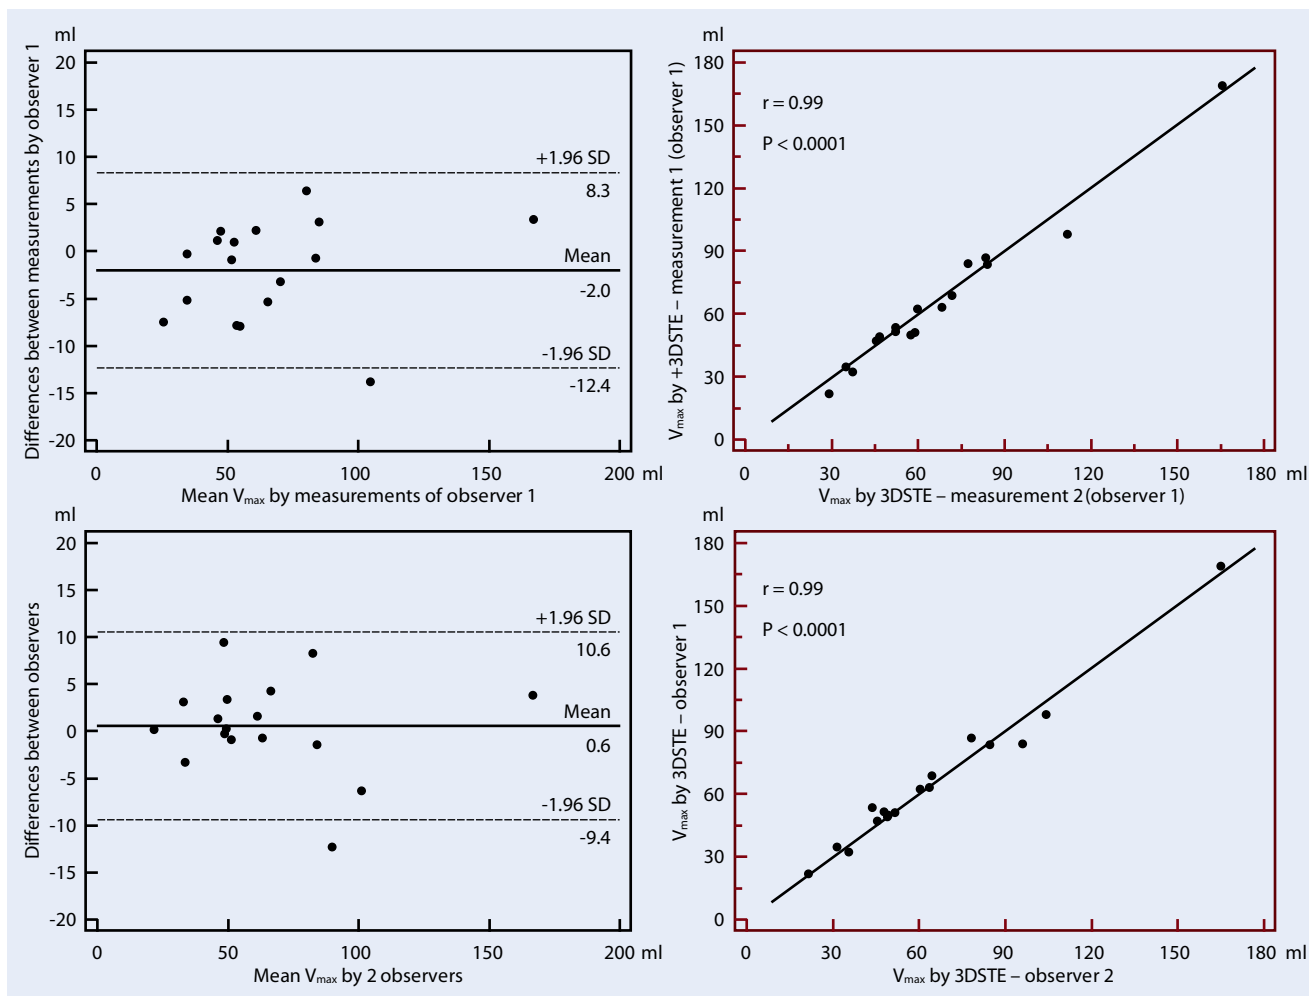 ml
Differences between measurements by observer 1
20
15
10
5
0
-5
-10
-15
-20
+1.96 SD
8.3
Mean
-2.0
-1.96 SD
-12.4
0 50 100 150 200 ml
Mean Vmax by measurements of observer 1
ml
Vmax by +3DSTE – measurement 1 (observer 1)
180
150
120
90
60
30
0
r = 0.99
P < 0.0001
0 30 60 90 120 150 180 ml
Vmax by 3DSTE – measurement 2 (observer 1)
ml
Differences between observers
20
15
10
5
0
-5
-10
-15
-20
+1.96 SD
10.6
Mean
0.6
-1.96 SD
-9.4
0 50 100 150 200 ml
Mean Vmax by 2 observers
ml
Vmax by 3DSTE – observer 1
180
150
120
90
60
30
0
r = 0.99
P < 0.0001
0 30 60 90 120 150 180 ml
Vmax by 3DSTE – observer 2